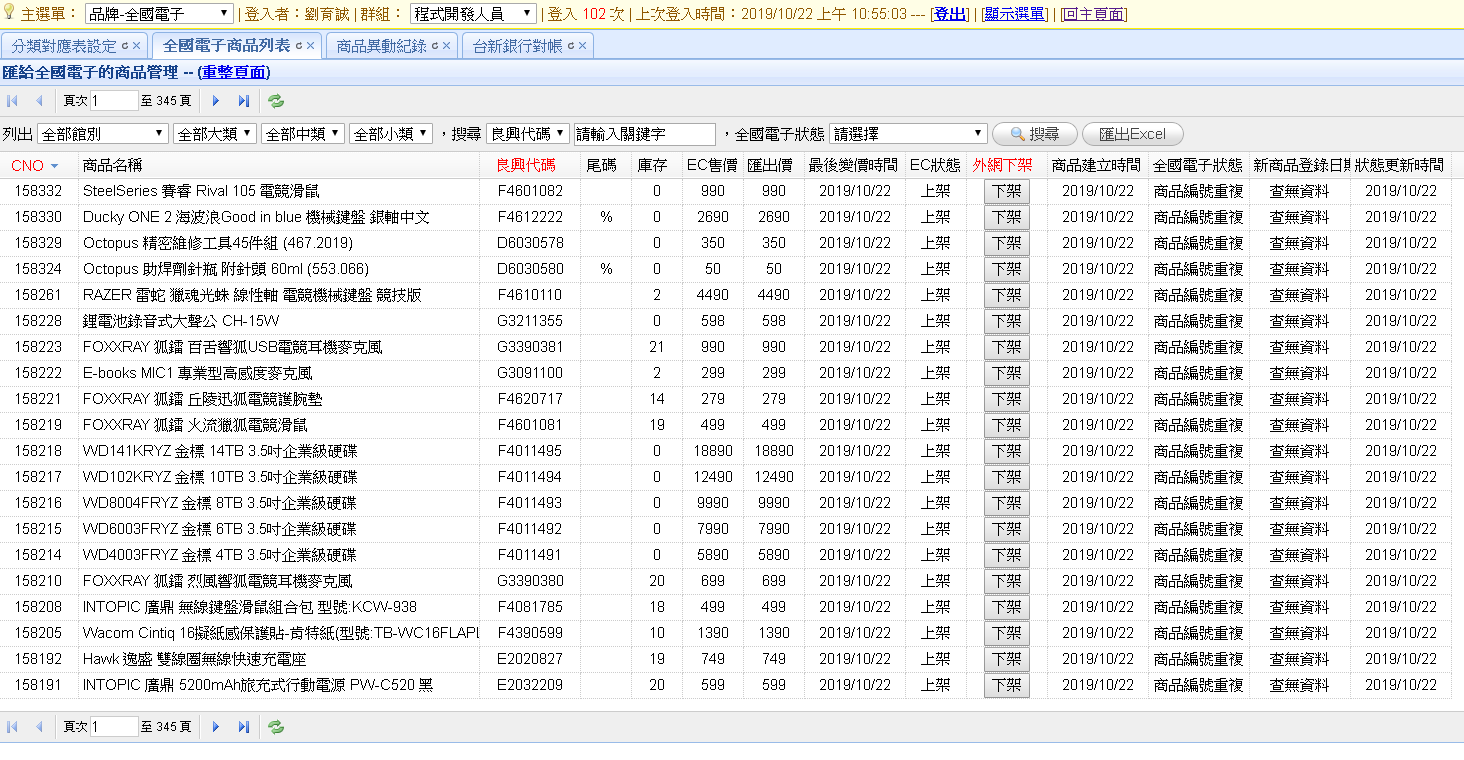 主選單： 品牌-全國電子 | 登入者：劉育誠 | 群組： 程式開發人員 | 登入 102 次 | 上次登入時間：2019/10/22 上午 10:55:03 --- [登出] | [顯示選單] | [回主頁面]
分類對應表設定 全國電子商品列表 商品異動紀錄 台新銀行對帳
匯給全國電子的商品管理 -- (重整頁面)
頁次 1 至 345 頁
列出 全部館別 全部大類 全部中類 全部小類 ，搜尋 良興代碼 請輸入關鍵字 ，全國電子狀態 請選擇 搜尋 匯出Excel
CNO 商品名稱 良興代碼 尾碼 庫存 EC售價 匯出價 最後變價時間 EC狀態 外網下架 商品建立時間 全國電子狀態 新商品登錄日期 狀態更新時間
158332 SteelSeries 賽睿 Rival 105 電競滑鼠 F4601082 0 990 990 2019/10/22 上架 下架 2019/10/22 商品編號重複 查無資料 2019/10/22
158330 Ducky ONE 2 海波浪Good in blue 機械鍵盤 銀軸中文 F4612222 % 0 2690 2690 2019/10/22 上架 下架 2019/10/22 商品編號重複 查無資料 2019/10/22
158329 Octopus 精密維修工具45件組 (467.2019) D6030578 0 350 350 2019/10/22 上架 下架 2019/10/22 商品編號重複 查無資料 2019/10/22
158324 Octopus 助焊劑針瓶 附針頭 60ml (553.066) D6030580 % 0 50 50 2019/10/22 上架 下架 2019/10/22 商品編號重複 查無資料 2019/10/22
158261 RAZER 雷蛇 獵魂光蛛 線性軸 電競機械鍵盤 競技版 F4610110 2 4490 4490 2019/10/22 上架 下架 2019/10/22 商品編號重複 查無資料 2019/10/22
158228 鋰電池錄音式大聲公 CH-15W G3211355 0 598 598 2019/10/22 上架 下架 2019/10/22 商品編號重複 查無資料 2019/10/22
158223 FOXXRAY 狐鐳 百舌響狐USB電競耳機麥克風 G3390381 21 990 990 2019/10/22 上架 下架 2019/10/22 商品編號重複 查無資料 2019/10/22
158222 E-books MIC1 專業型高感度麥克風 G3091100 2 299 299 2019/10/22 上架 下架 2019/10/22 商品編號重複 查無資料 2019/10/22
158221 FOXXRAY 狐鐳 丘陵迅狐電競護腕墊 F4620717 14 279 279 2019/10/22 上架 下架 2019/10/22 商品編號重複 查無資料 2019/10/22
158219 FOXXRAY 狐鐳 火流獵狐電競滑鼠 F4601081 19 499 499 2019/10/22 上架 下架 2019/10/22 商品編號重複 查無資料 2019/10/22
158218 WD141KRYZ 金標 14TB 3.5吋企業級硬碟 F4011495 0 18890 18890 2019/10/22 上架 下架 2019/10/22 商品編號重複 查無資料 2019/10/22
158217 WD102KRYZ 金標 10TB 3.5吋企業級硬碟 F4011494 0 12490 12490 2019/10/22 上架 下架 2019/10/22 商品編號重複 查無資料 2019/10/22
158216 WD8004FRYZ 金標 8TB 3.5吋企業級硬碟 F4011493 0 9990 9990 2019/10/22 上架 下架 2019/10/22 商品編號重複 查無資料 2019/10/22
158215 WD6003FRYZ 金標 6TB 3.5吋企業級硬碟 F4011492 0 7990 7990 2019/10/22 上架 下架 2019/10/22 商品編號重複 查無資料 2019/10/22
158214 WD4003FRYZ 金標 4TB 3.5吋企業級硬碟 F4011491 0 5890 5890 2019/10/22 上架 下架 2019/10/22 商品編號重複 查無資料 2019/10/22
158210 FOXXRAY 狐鐳 烈風響狐電競耳機麥克風 G3390380 20 699 699 2019/10/22 上架 下架 2019/10/22 商品編號重複 查無資料 2019/10/22
158208 INTOPIC 廣鼎 無線鍵盤滑鼠組合包 型號:KCW-938 F4081785 18 499 499 2019/10/22 上架 下架 2019/10/22 商品編號重複 查無資料 2019/10/22
158205 Wacom Cintiq 16擬紙感保護貼-肯特紙(型號:TB-WC16FLAPL F4390599 10 1390 1390 2019/10/22 上架 下架 2019/10/22 商品編號重複 查無資料 2019/10/22
158192 Hawk 逸盛 雙線圈無線快速充電座 E2020827 19 749 749 2019/10/22 上架 下架 2019/10/22 商品編號重複 查無資料 2019/10/22
158191 INTOPIC 廣鼎 5200mAh旅充式行動電源 PW-C520 黑 E2032209 20 599 599 2019/10/22 上架 下架 2019/10/22 商品編號重複 查無資料 2019/10/22
頁次 1 至 345 頁